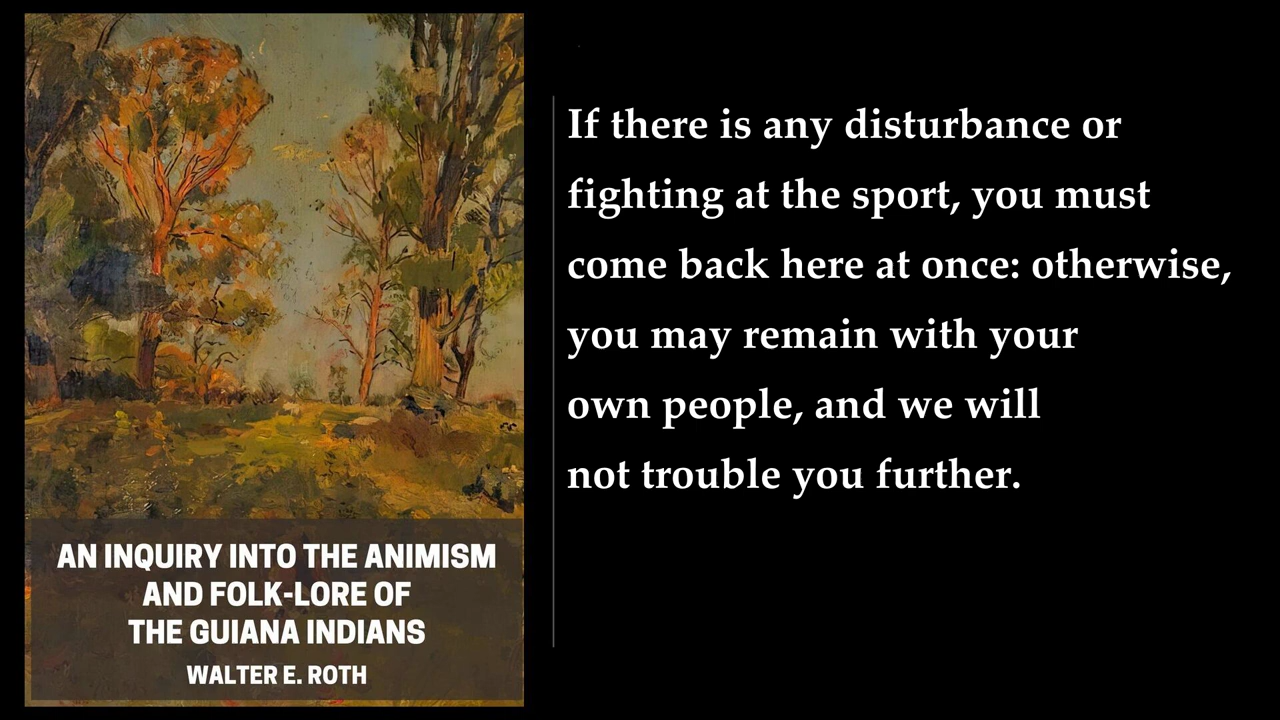 If there is any disturbance or
fighting at the sport, you must
come back here at once: otherwise,
you may remain with your
own people, and we will
not trouble you further.
AN INQUIRY INTO THE ANIMISM
AND FOLK-LORE OF
THE GUIANA INDIANS
WALTER E. ROTH